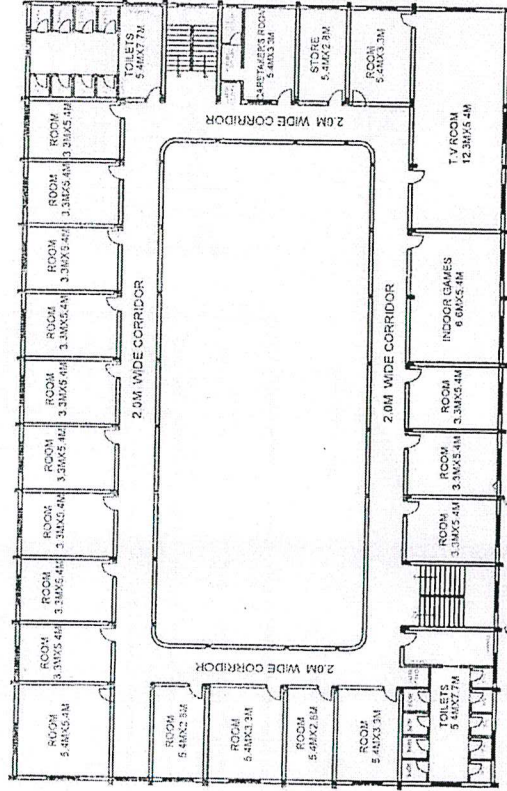 TOILETS
5.4MX7.7M
CARETAKER'S ROOM
5.4MX3.3M
STORE
5.4MX2.8M
ROOM
5.4MX3.3M
2.0M WIDE CORRIDOR
ROOM
3.3MX5.4M
ROOM
3.3MX5.4M
ROOM
3.3MX5.4M
ROOM
3.3MX5.4M
ROOM
3.3MX5.4M
ROOM
3.3MX5.4M
ROOM
3.3MX5.4M
ROOM
3.3MX5.4M
ROOM
3.3MX5.4M
ROOM
5.4MX5.4M
2.0M WIDE CORRIDOR
2.0M WIDE CORRIDOR
T.V ROOM
12.3MX5.4M
INDOOR GAMES
6.6MX5.4M
ROOM
3.3MX5.4M
ROOM
3.3MX5.4M
ROOM
3.3MX5.4M
2.0M WIDE CORRIDOR
ROOM
5.4MX2.8M
ROOM
5.4MX3.3M
ROOM
5.4MX2.8M
ROOM
5.4MX3.3M
TOILETS
5.4MX7.7M